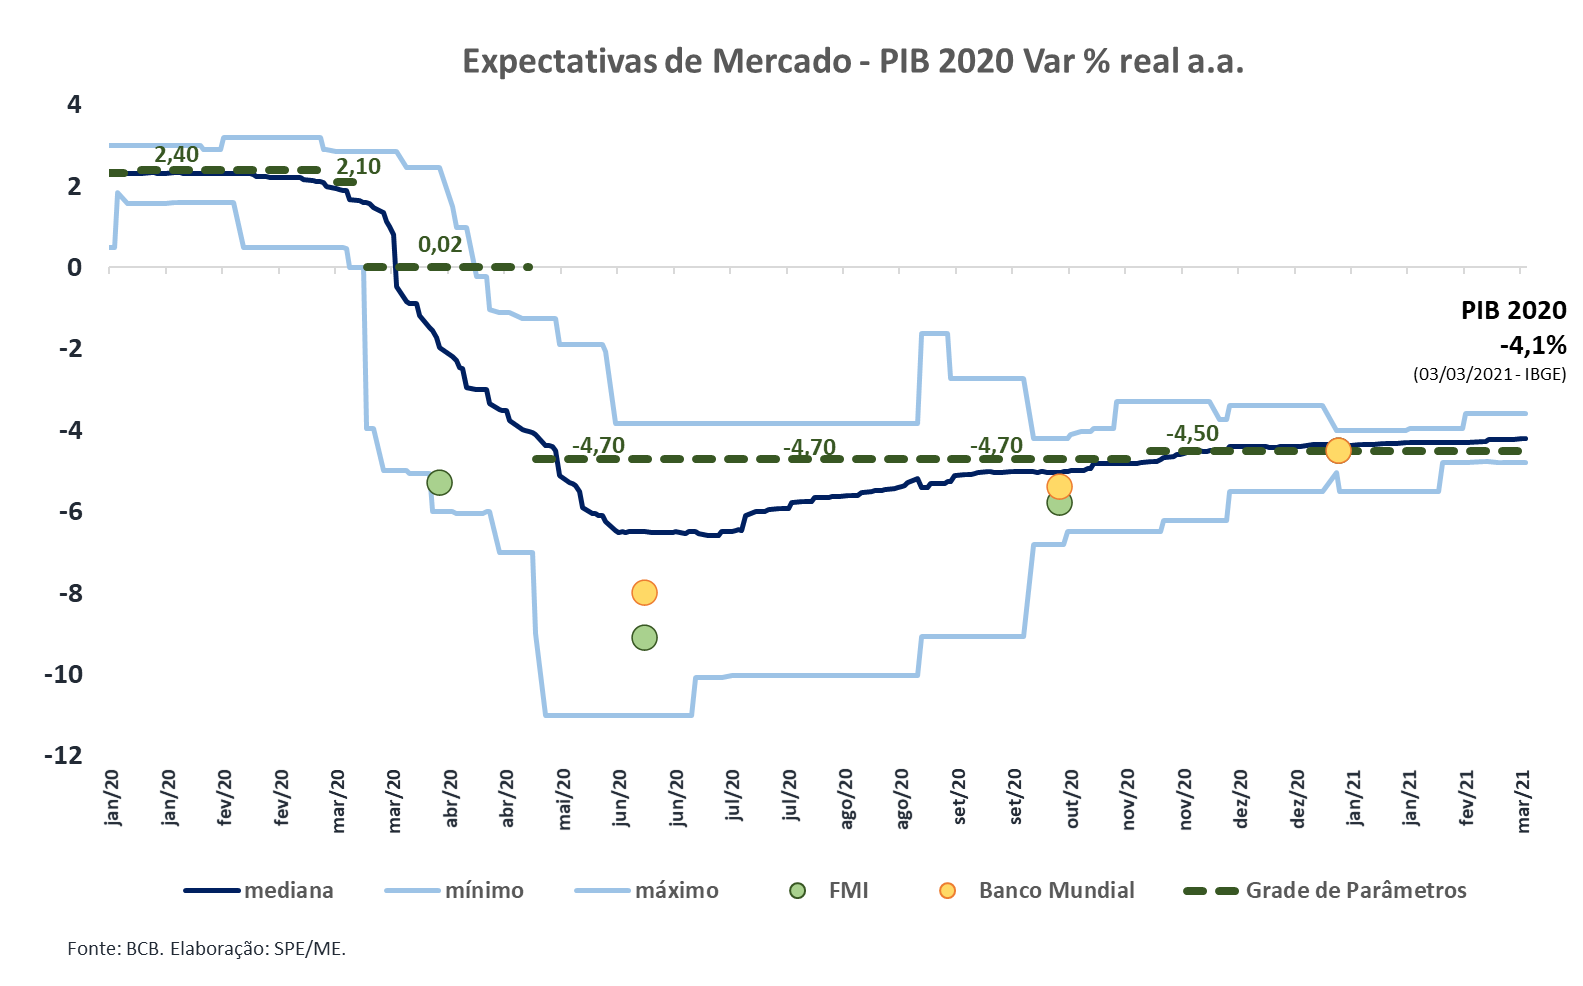 Expectativas de Mercado - PIB 2020 Var % real a.a.
4
2
0
-2
-4
-6
-8
-10
-12
2,40
2,10
0,02
-4,70
-4,70
-4,70
-4,50
PIB 2020
-4,1%
(03/03/2021- IBGE)
jan/20
jan/20
fev/20
fev/20
mar/20
mar/20
abr/20
abr/20
mai/20
jun/20
jun/20
jul/20
jul/20
ago/20
ago/20
set/20
set/20
out/20
nov/20
nov/20
dez/20
dez/20
jan/21
jan/21
fev/21
mar/21
mediana
mínimo
máximo
FMI
Banco Mundial
Grade de Parâmetros
Fonte: BCB. Elaboração: SPE/ME.